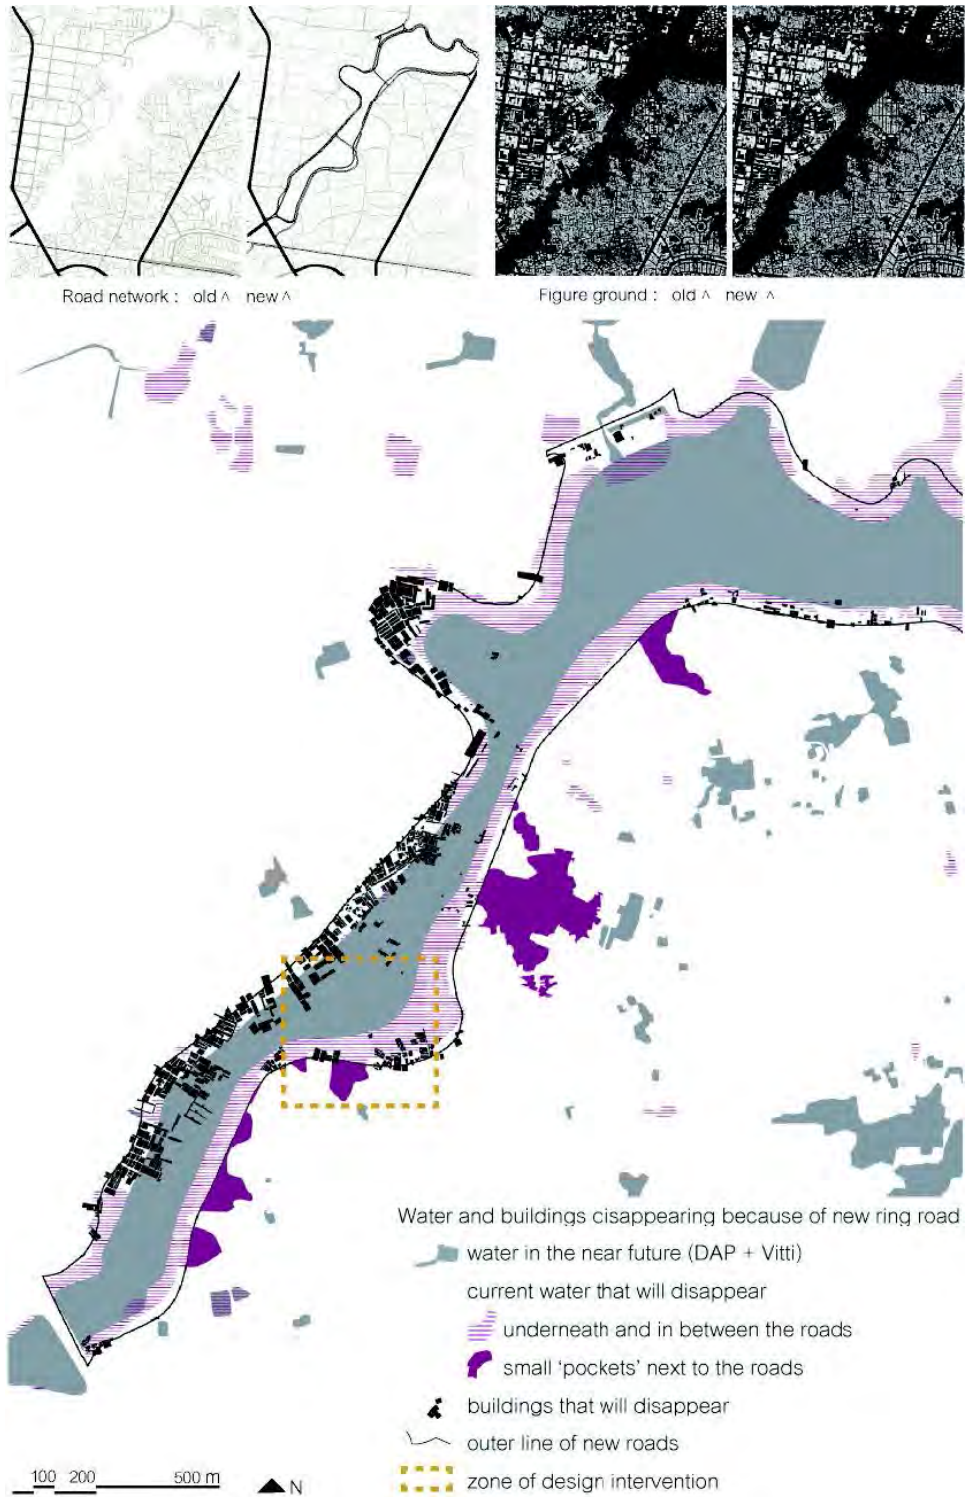 Road network : old ^ new ^
Figure ground : old ^ new ^
Water and buildings cisappearing because of new ring road
water in the near future (DAP + Vitti)
current water that will disappear
underneath and in between the roads
small 'pockets' next to the roads
buildings that will disappear
outer line of new roads
zone of design intervention
100 200 500 m
N